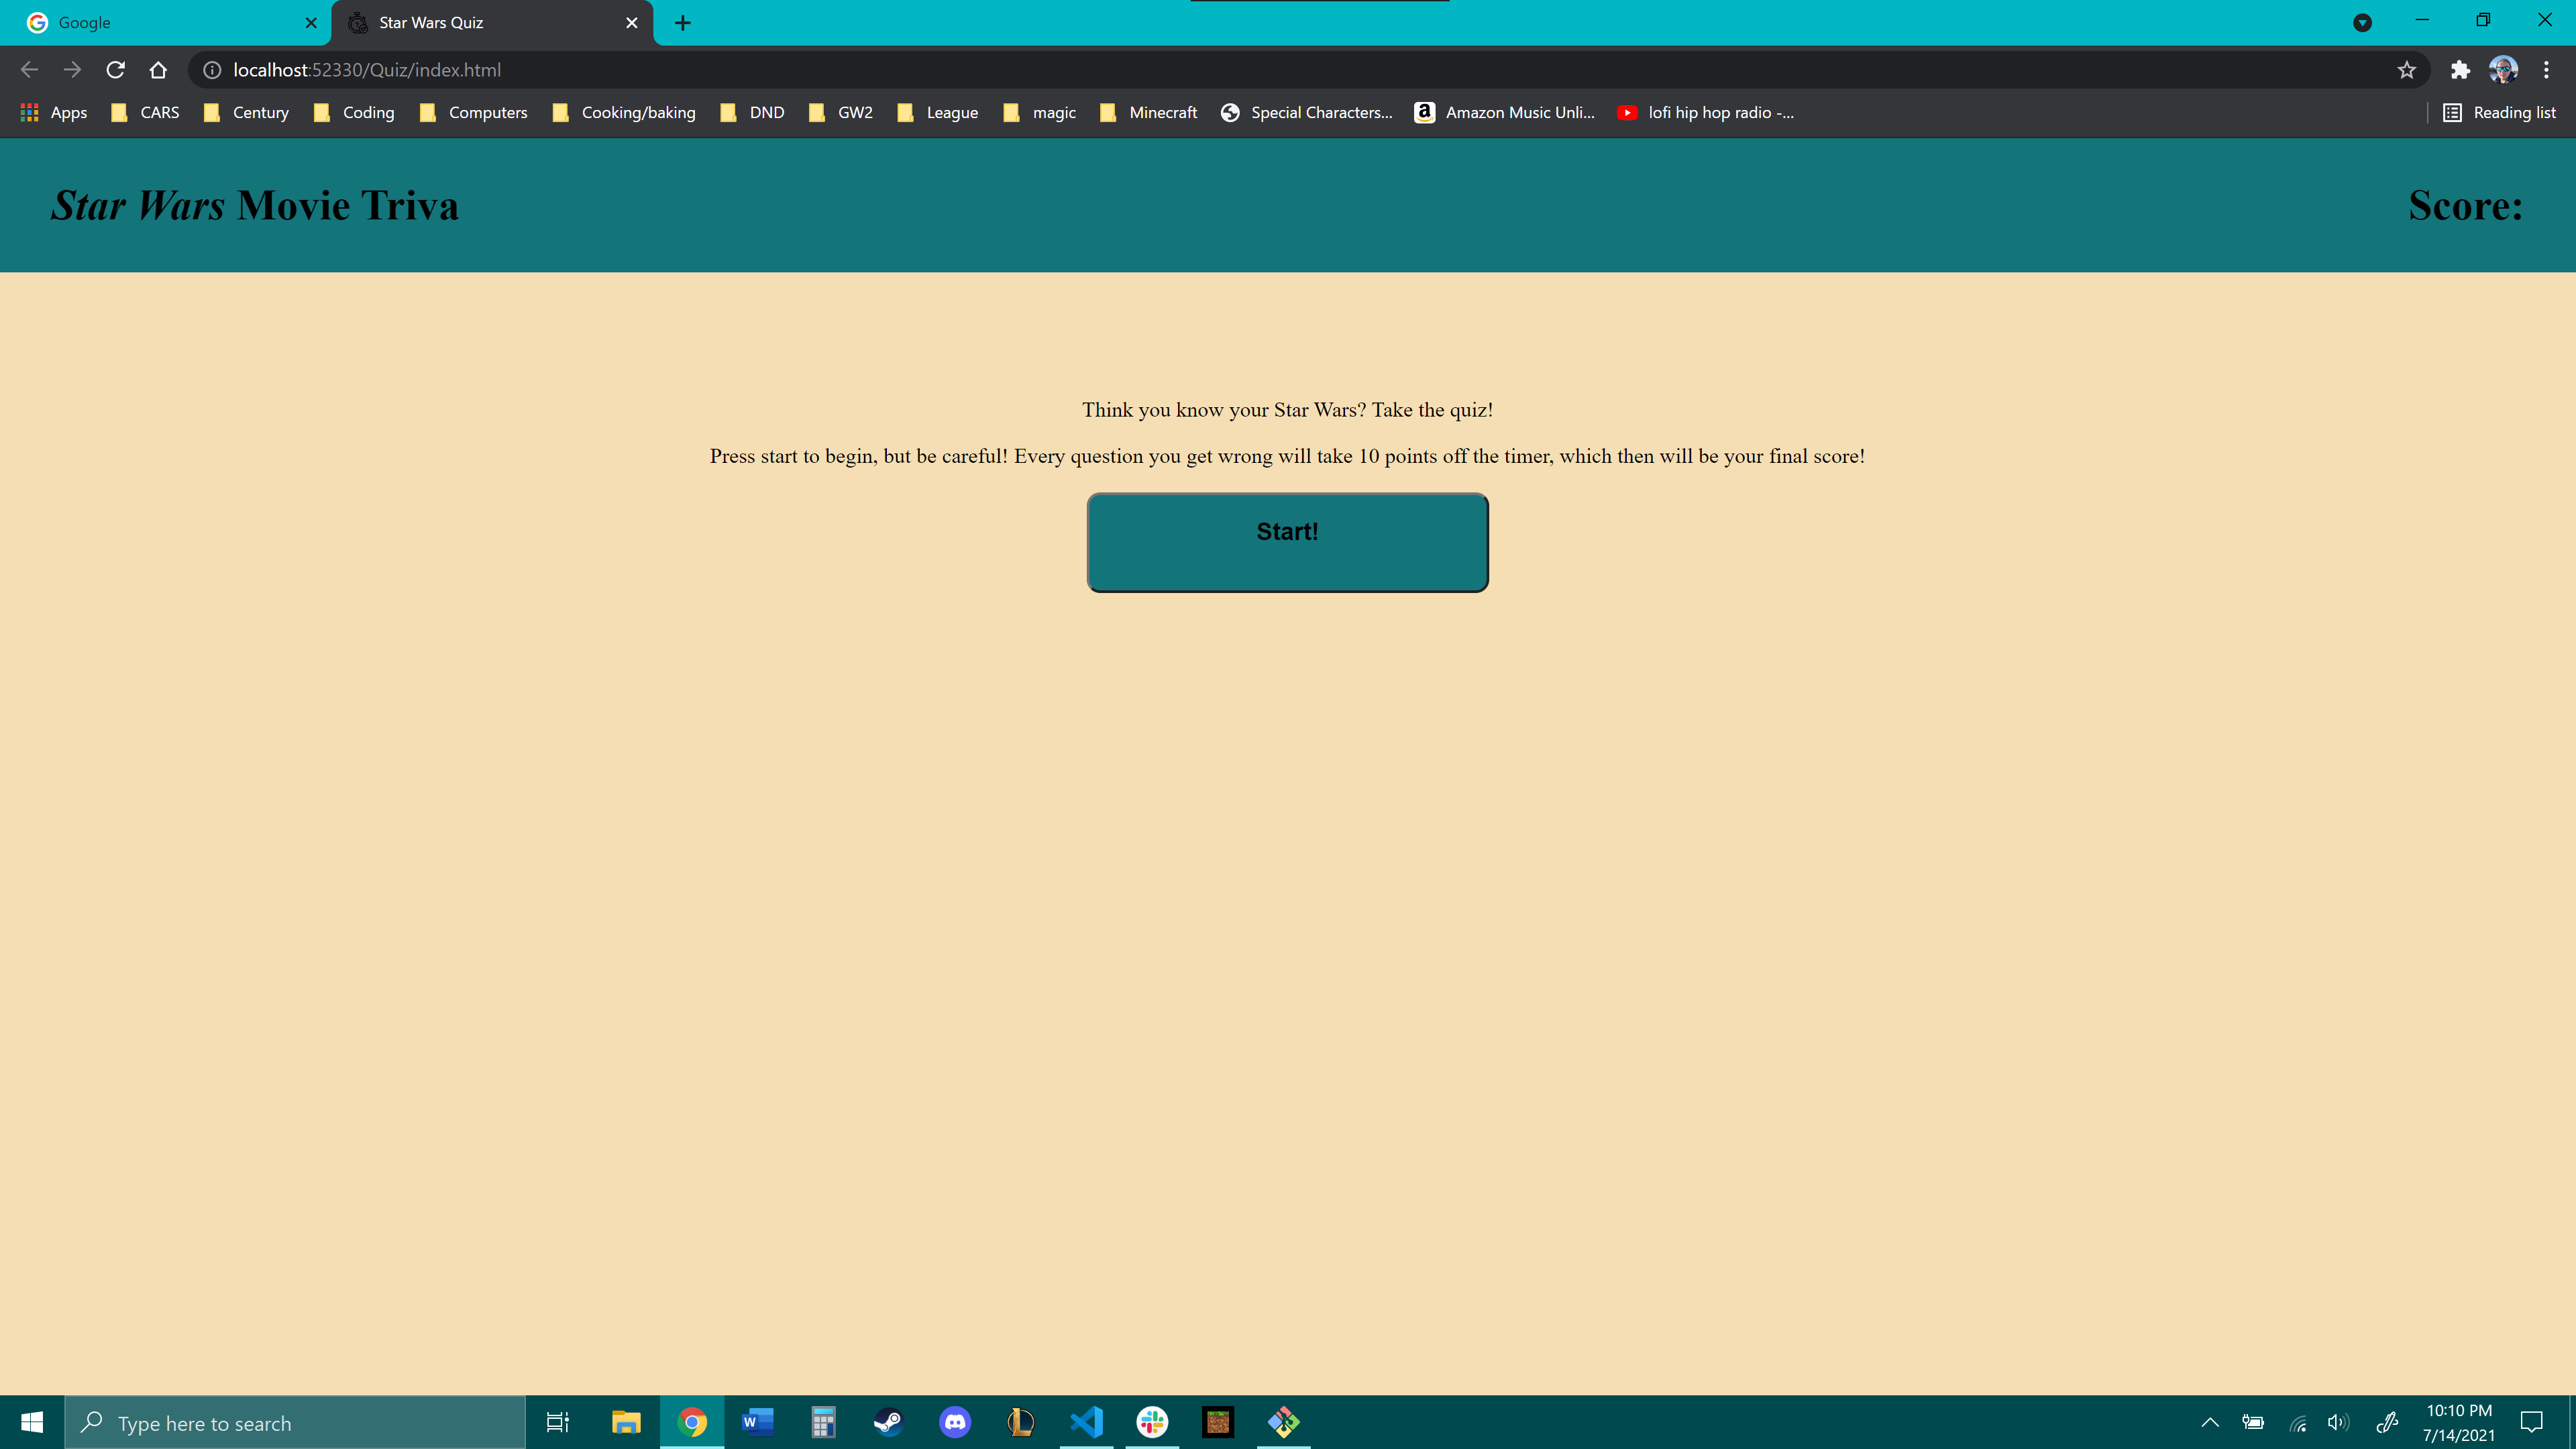 Google
Star Wars Quiz
localhost:52330/Quiz/index.html
Apps CARS Century Coding Computers Cooking/baking DND GW2 League magic Minecraft Special Characters... Amazon Music Unli... lofi hip hop radio -... Reading list
Star Wars Movie Triva
Score:
Think you know your Star Wars? Take the quiz!
Press start to begin, but be careful! Every question you get wrong will take 10 points off the timer, which then will be your final score!
Start!
Type here to search
10:10 PM
7/14/2021